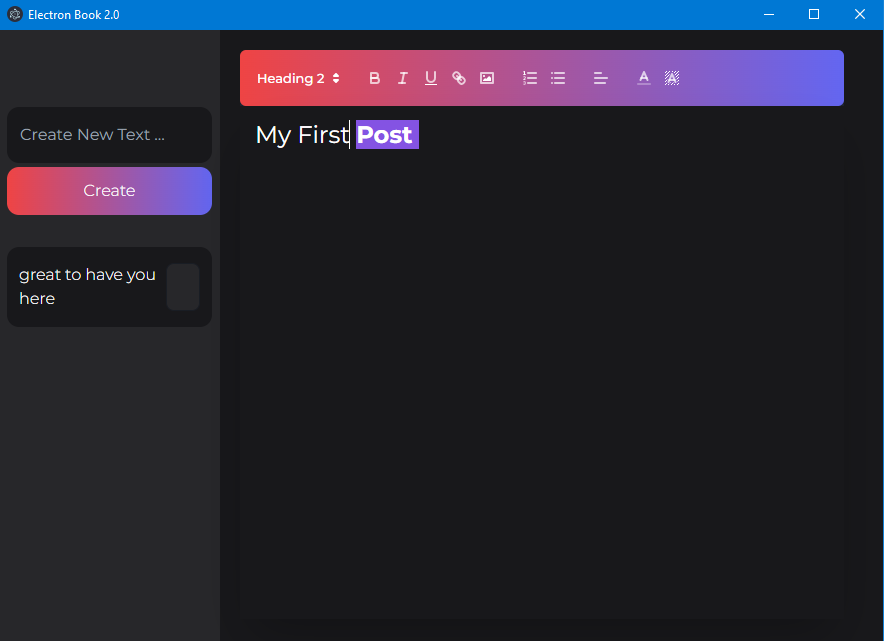 Electron Book 2.0
Create New Text ...
Create
great to have you
here
Heading 2
My First Post